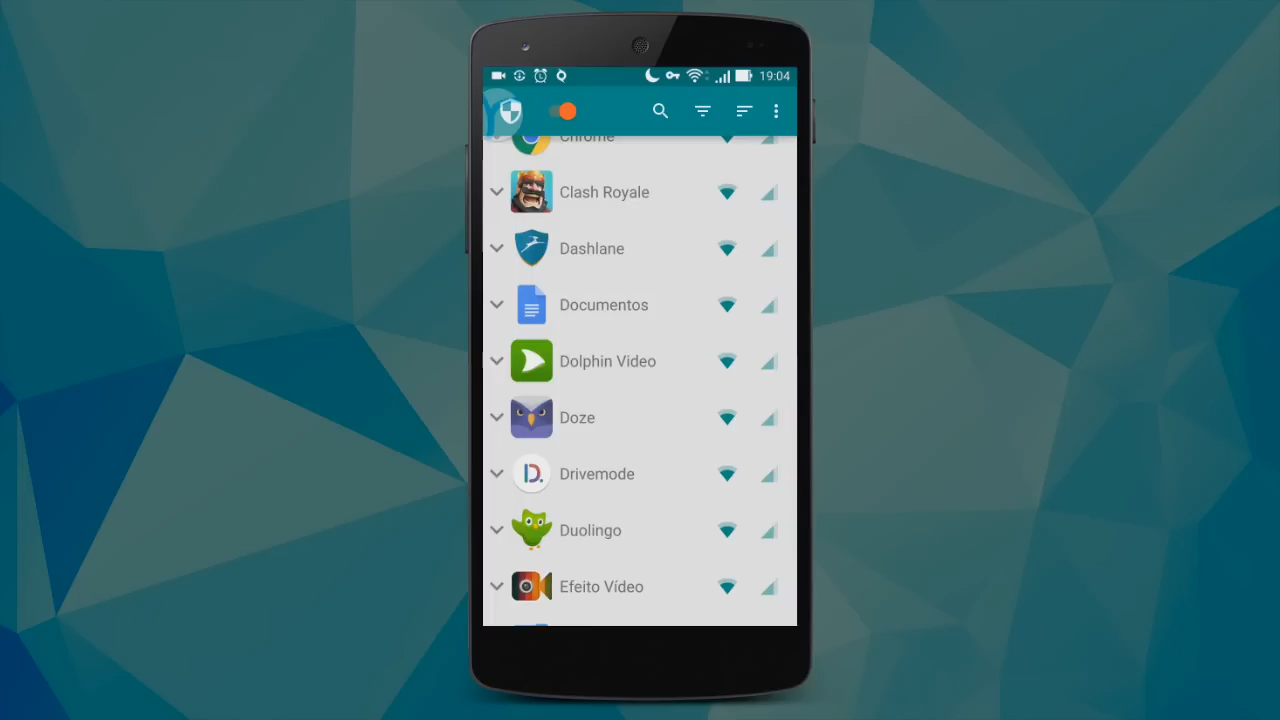 19:04
Chrome
Clash Royale
Dashlane
Documentos
Dolphin Video
Doze
Drivemode
Duolingo
Efeito Vídeo